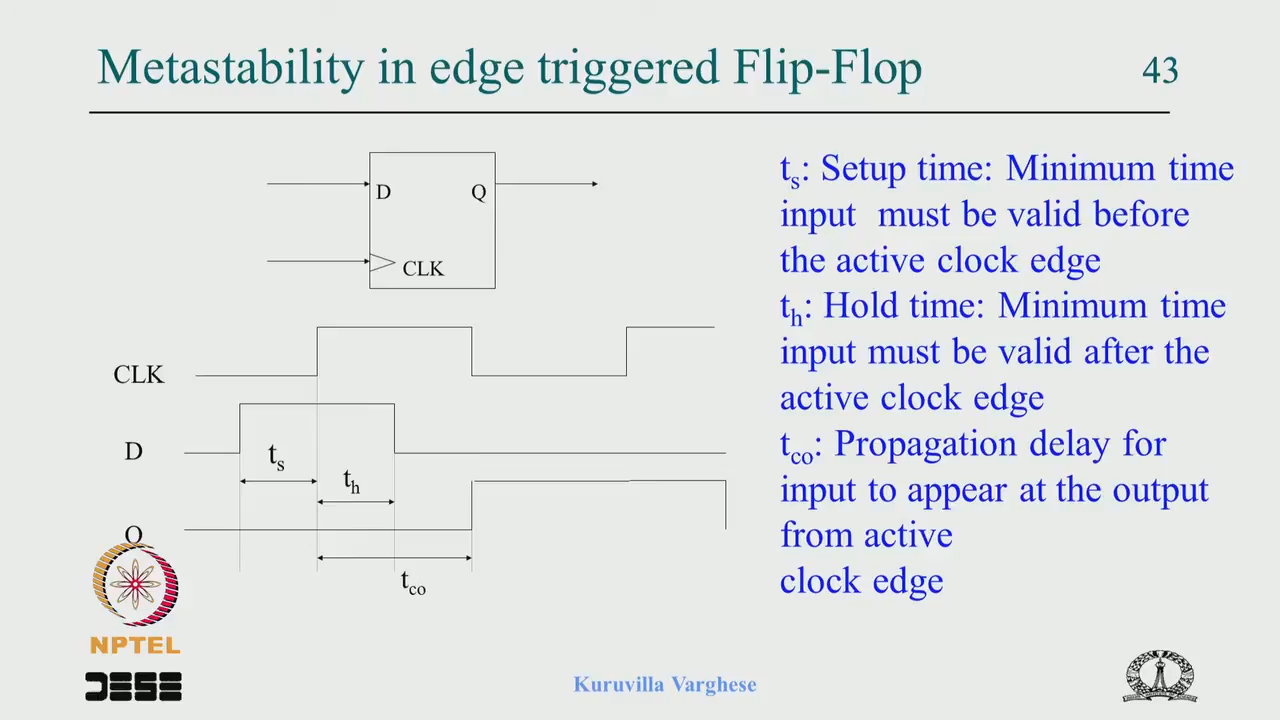 Metastability in edge triggered Flip-Flop
43
D
Q
CLK
CLK
D
ts
th
Q
tco
ts: Setup time: Minimum time
input must be valid before
the active clock edge
th: Hold time: Minimum time
input must be valid after the
active clock edge
tco: Propagation delay for
input to appear at the output
from active
clock edge
NPTEL
DESE
Kuruvilla Varghese